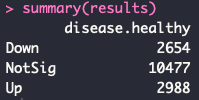 > summary(results)
disease.healthy
Down 2654
NotSig 10477
Up 2988